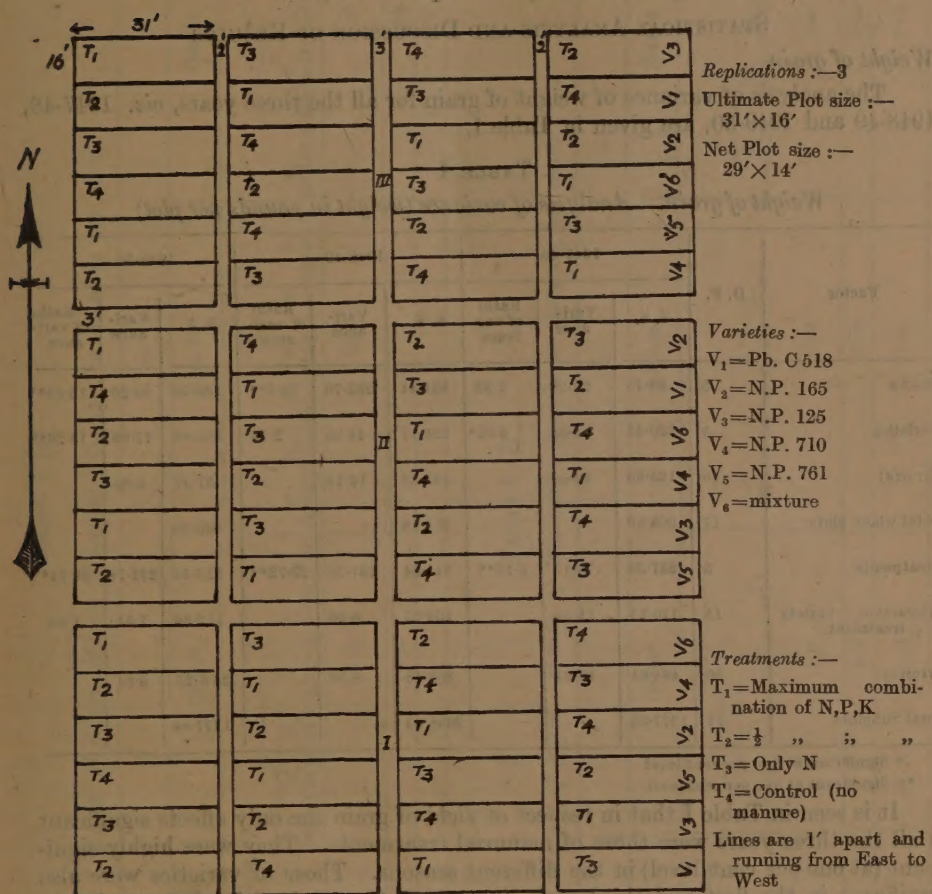 31'
16' T₁ 2' T₃ 3' T₄ 2' T₂ V₃
T₂ T₁ T₃ T₄ V₁
T₃ T₄ T₁ T₂ V₂
T₄ T₂ III T₃ T₁ V₆
T₁ T₄ T₂ T₃ V₅
T₂ T₃ T₄ T₁ V₄
N
Replications :—3
Ultimate Plot size :—
31'×16'
Net Plot size :—
29'×14'
3'
T₁ T₄ T₂ T₃ V₂
T₄ T₁ T₃ T₂ V₁
T₂ T₃ II T₁ T₄ V₆
T₃ T₂ T₄ T₁ V₄
T₁ T₃ T₂ T₄ V₃
T₂ T₁ T₄ T₃ V₅
Varieties :—
V₁=Pb. C 518
V₂=N.P. 165
V₃=N.P. 125
V₄=N.P. 710
V₅=N.P. 761
V₆=mixture
T₁ T₃ T₂ T₄ V₆
T₂ T₁ T₄ T₃ V₄
T₃ T₂ I T₁ T₄ V₂
T₄ T₁ T₃ T₂ V₅
T₃ T₂ T₄ T₁ V₃
T₂ T₄ T₁ T₃
Treatments :—
T₁=Maximum combi-
nation of N,P,K
T₂=½ ,, ;, ,,
T₃=Only N
T₄=Control (no
manure)
Lines are 1' apart and
running from East to
West